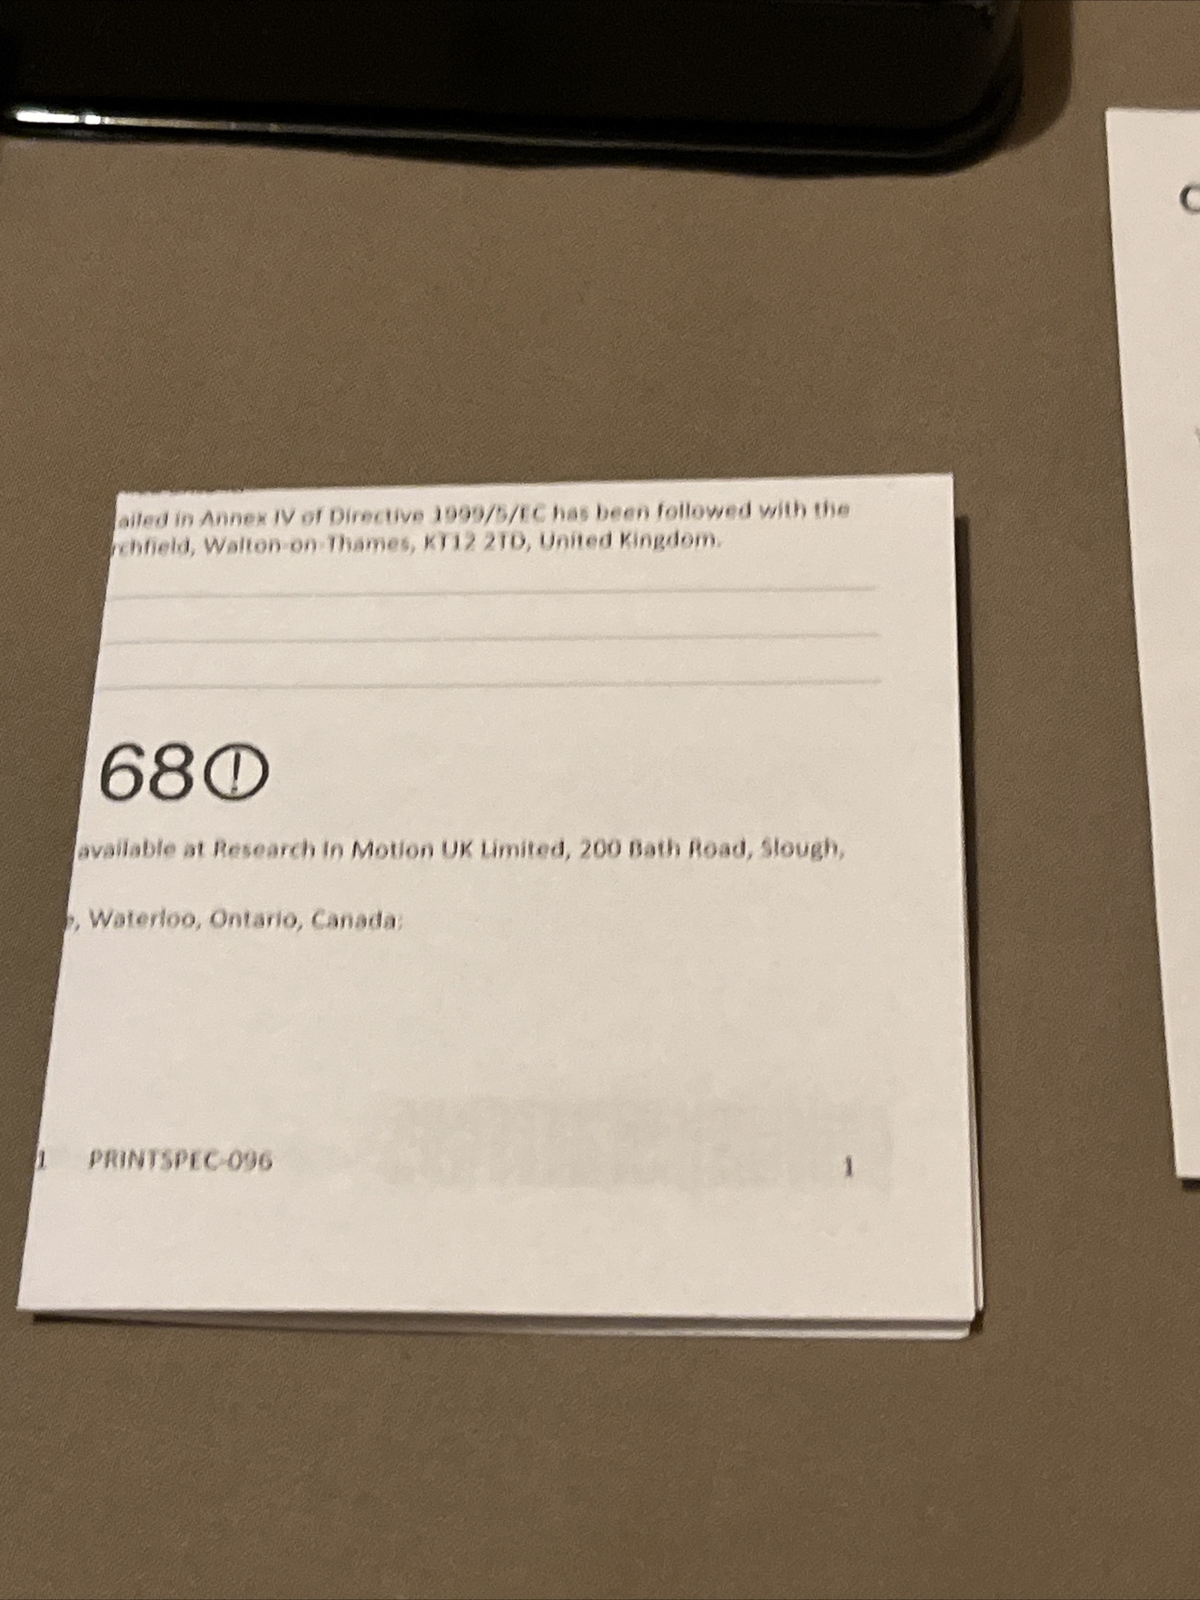 ailed in Annex IV of Directive 1999/5/EC has been followed with the
rchfield, Walton-on-Thames, KT12 2TD, United Kingdom.
68
available at Research In Motion UK Limited, 200 Bath Road, Slough,
e, Waterloo, Ontario, Canada:
1 PRINTSPEC-096 1